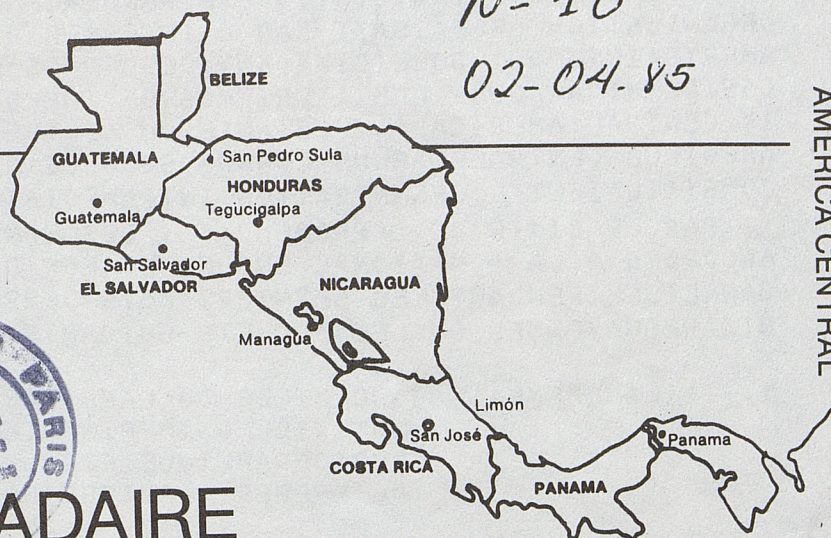 N-10
02-04.85
BELIZE
AMERICA CENTRAL
GUATEMALA
San Pedro Sula
HONDURAS
Guatemala
Tegucigalpa
San Salvador
EL SALVADOR
NICARAGUA
Managua
Limón
San José
Panama
COSTA RICA
PANAMA
PARIS
ADAIRE